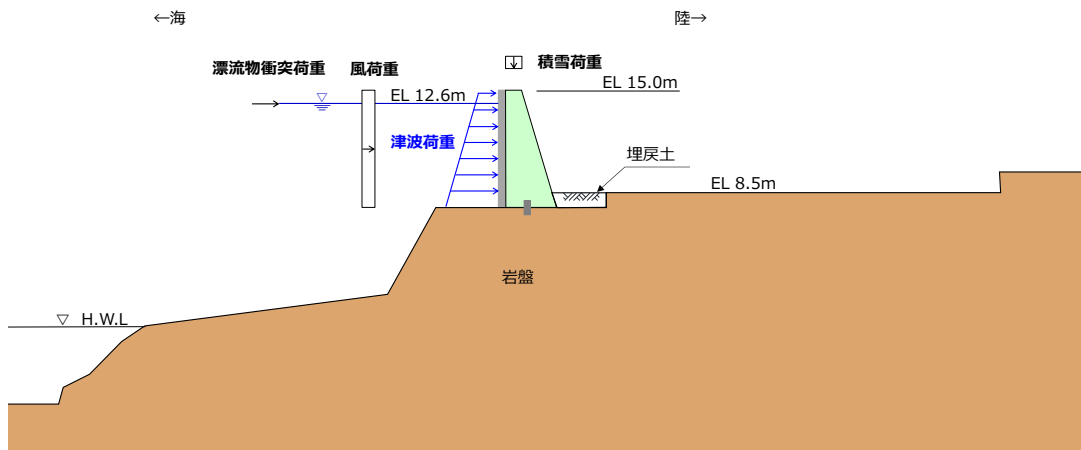 ←海
陸→
漂流物衝突荷重
風荷重
積雪荷重
EL 15.0m
EL 12.6m
津波荷重
埋戻土
EL 8.5m
岩盤
H.W.L